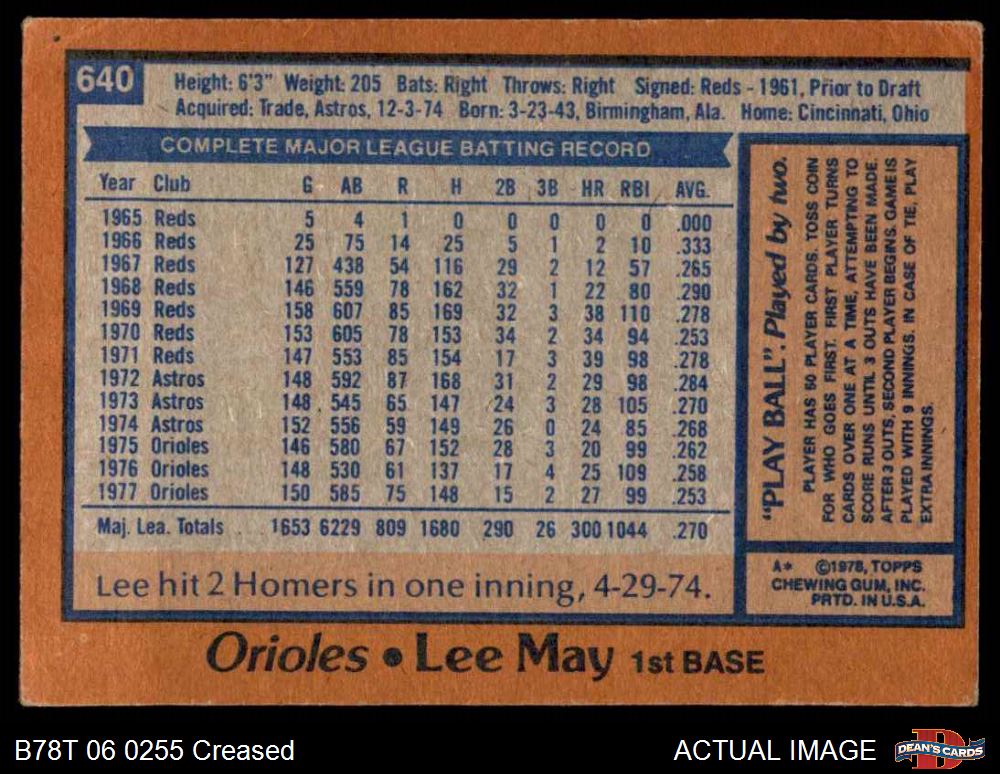 640
Height: 6'3" Weight: 205 Bats: Right Throws: Right Signed: Reds - 1961, Prior to Draft
Acquired: Trade, Astros, 12-3-74 Born: 3-23-43, Birmingham, Ala. Home: Cincinnati, Ohio
COMPLETE MAJOR LEAGUE BATTING RECORD
Year Club G AB R H 2B 3B HR RBI AVG.
1965 Reds 5 4 1 0 0 0 0 0 .000
1966 Reds 25 75 14 25 5 1 2 10 .333
1967 Reds 127 438 54 116 29 2 12 57 .265
1968 Reds 146 559 78 162 32 1 22 80 .290
1969 Reds 158 607 85 169 32 3 38 110 .278
1970 Reds 153 605 78 153 34 2 34 94 .253
1971 Reds 147 553 85 154 17 3 39 98 .278
1972 Astros 148 592 87 168 31 2 29 98 .284
1973 Astros 148 545 65 147 24 3 28 105 .270
1974 Astros 152 556 59 149 26 0 24 85 .268
1975 Orioles 146 580 67 152 28 3 20 99 .262
1976 Orioles 148 530 61 137 17 4 25 109 .258
1977 Orioles 150 585 75 148 15 2 27 99 .253
Maj. Lea. Totals 1653 6229 809 1680 290 26 300 1044 .270
Lee hit 2 Homers in one inning, 4-29-74.
"PLAY BALL". Played by two.
PLAYER HAS 50 PLAYER CARDS. TOSS COIN
FOR WHO GOES FIRST. FIRST PLAYER TURNS
CARDS OVER ONE AT A TIME, ATTEMPTING TO
SCORE RUNS UNTIL 3 OUTS HAVE BEEN MADE.
AFTER 3 OUTS, SECOND PLAYER BEGINS. GAME IS
PLAYED WITH 9 INNINGS. IN CASE OF TIE, PLAY
EXTRA INNINGS.
A* ©1978, TOPPS
CHEWING GUM, INC.
PRTD. IN U.S.A.
Orioles • Lee May 1st BASE
B78T 06 0255 Creased
ACTUAL IMAGE
DEAN'S CARDS